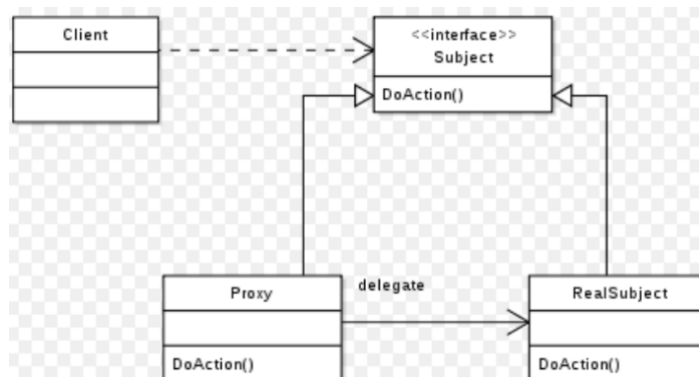 Client
<<interface>>
Subject
DoAction()
Proxy
delegate
RealSubject
DoAction()
DoAction()